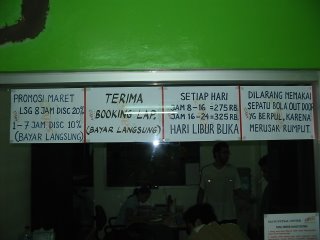 PROMOSI MARET
LSG 8 JAM DISC 20%
1-7 JAM DISC 10%
(BAYAR LANGSUNG)
TERIMA
BOOKING LAP.
(BAYAR LANGSUNG)
SETIAP HARI
JAM 8-16 =275 RB.
JAM 16-24 =325 RB.
HARI LIBUR BUKA
DILARANG MEMAKAI
SEPATU BOLA OUT DOOR
YG BERPUL, KARENA
MERUSAK RUMPUT.